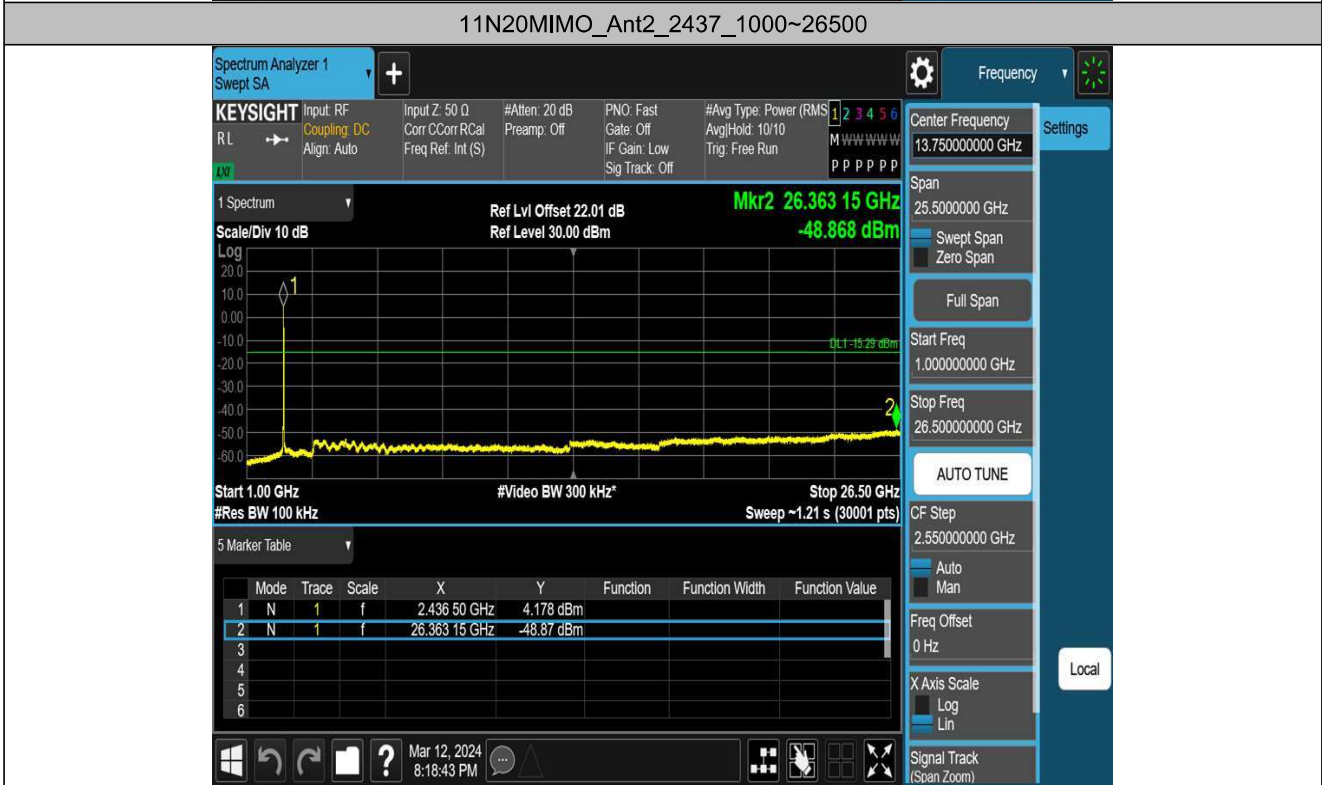 11N20MIMO_Ant2_2437_1000~26500
Spectrum Analyzer 1
Swept SA
+
Frequency
KEYSIGHT
RL
LXI
Input: RF
Coupling: DC
Align: Auto
Input Z: 50 Ω
Corr CCorr RCal
Freq Ref: Int (S)
#Atten: 20 dB
Preamp: Off
PNO: Fast
Gate: Off
IF Gain: Low
Sig Track: Off
#Avg Type: Power (RMS
Avg|Hold: 10/10
Trig: Free Run
1 2 3 4 5 6
M W W W W W
P P P P P P
Center Frequency
13.750000000 GHz
Settings
1 Spectrum
Scale/Div 10 dB
Ref Lvl Offset 22.01 dB
Ref Level 30.00 dBm
Mkr2 26.363 15 GHz
-48.868 dBm
Log
20.0
10.0
0.00
-10.0
-20.0
-30.0
-40.0
-50.0
-60.0
1
DL1 -15.29 dBm
2
Start 1.00 GHz
#Video BW 300 kHz*
Stop 26.50 GHz
#Res BW 100 kHz
Sweep ~1.21 s (30001 pts)
Span
25.5000000 GHz
Swept Span
Zero Span
Full Span
Start Freq
1.000000000 GHz
Stop Freq
26.500000000 GHz
AUTO TUNE
CF Step
2.550000000 GHz
Auto
Man
Freq Offset
0 Hz
X Axis Scale
Log
Lin
Signal Track
(Span Zoom)
Local
5 Marker Table
Mode Trace Scale X Y Function Function Width Function Value
1 N 1 f 2.436 50 GHz 4.178 dBm
2 N 1 f 26.363 15 GHz -48.87 dBm
3
4
5
6
?
Mar 12, 2024
8:18:43 PM